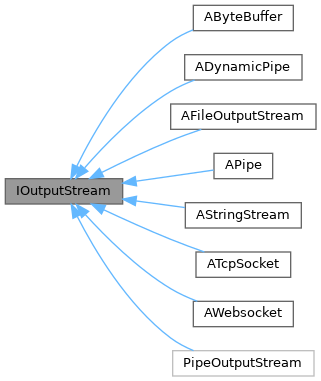 AByteBuffer
ADynamicPipe
AFileOutputStream
APipe
IOutputStream
AStringStream
ATcpSocket
AWebsocket
PipeOutputStream